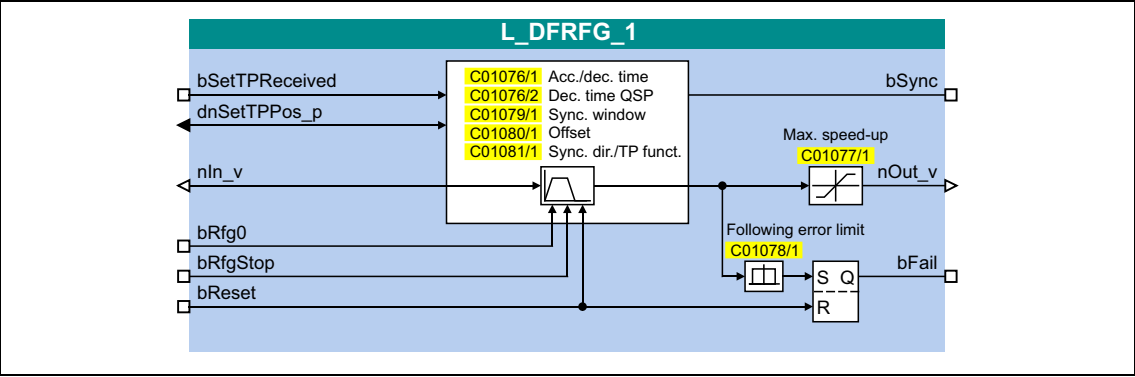 L_DFRFG_1
bSetTPReceived
dnSetTPPos_p
nIn_v
bRfg0
bRfgStop
bReset
C01076/1 Acc./dec. time
C01076/2 Dec. time QSP
C01079/1 Sync. window
C01080/1 Offset
C01081/1 Sync. dir./TP funct.
bSync
Max. speed-up
C01077/1
nOut_v
Following error limit
C01078/1
S Q
R
bFail